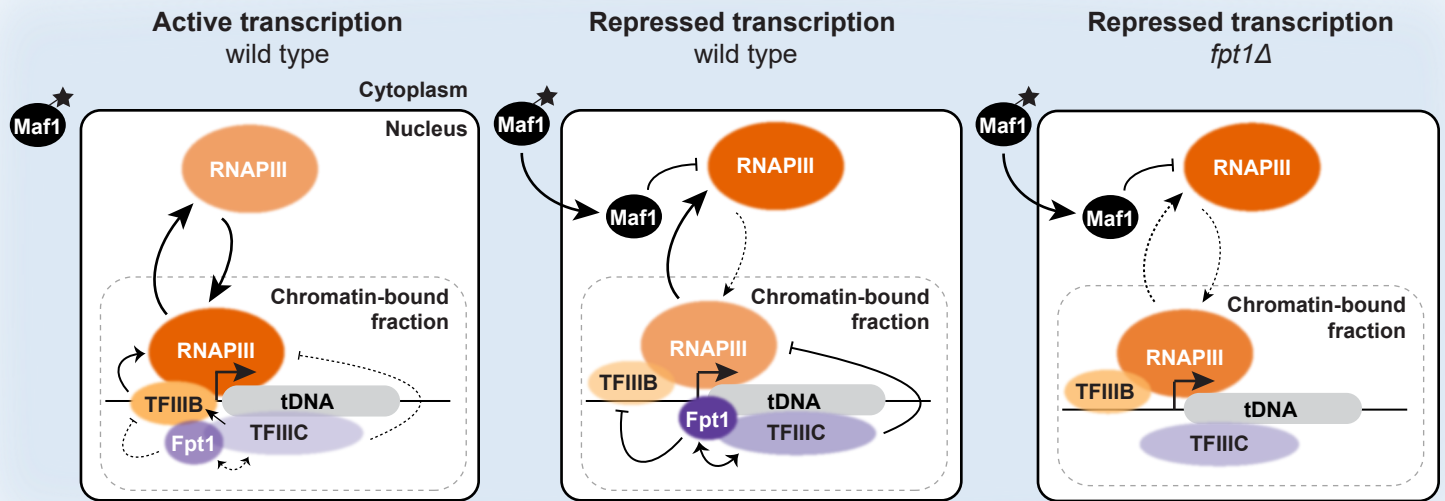 Active transcription
wild type
Maf1
Cytoplasm
Nucleus
RNAPIII
Chromatin-bound
fraction
RNAPIII
TFIIIB
tDNA
Fpt1
TFIIIC
Repressed transcription
wild type
Maf1
RNAPIII
Maf1
Chromatin-bound
fraction
RNAPIII
TFIIIB
tDNA
Fpt1
TFIIIC
Repressed transcription
fpt1Δ
Maf1
RNAPIII
Maf1
Chromatin-bound
fraction
RNAPIII
TFIIIB
tDNA
TFIIIC